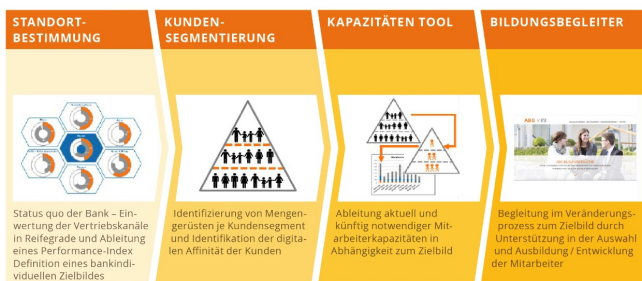 STANDORT-
BESTIMMUNG
Status quo der Bank – Ein-
wertung der Vertriebskanäle
in Reifegrade und Ableitung
eines Performance-Index
Definition eines bankindi-
viduellen Zielbildes
KUNDEN-
SEGMENTIERUNG
Identifizierung von Mengen-
gerüsten je Kundensegment
und Identifikation der digita-
len Affinität der Kunden
KAPAZITÄTEN TOOL
Ableitung aktuell und
künftig notwendiger Mit-
arbeiterkapazitäten in
Abhängigkeit zum Zielbild
BILDUNGSBEGLEITER
ABG
Begleitung im Veränderungs-
prozess zum Zielbild durch
Unterstützung in der Auswahl
und Ausbildung / Entwicklung
der Mitarbeiter